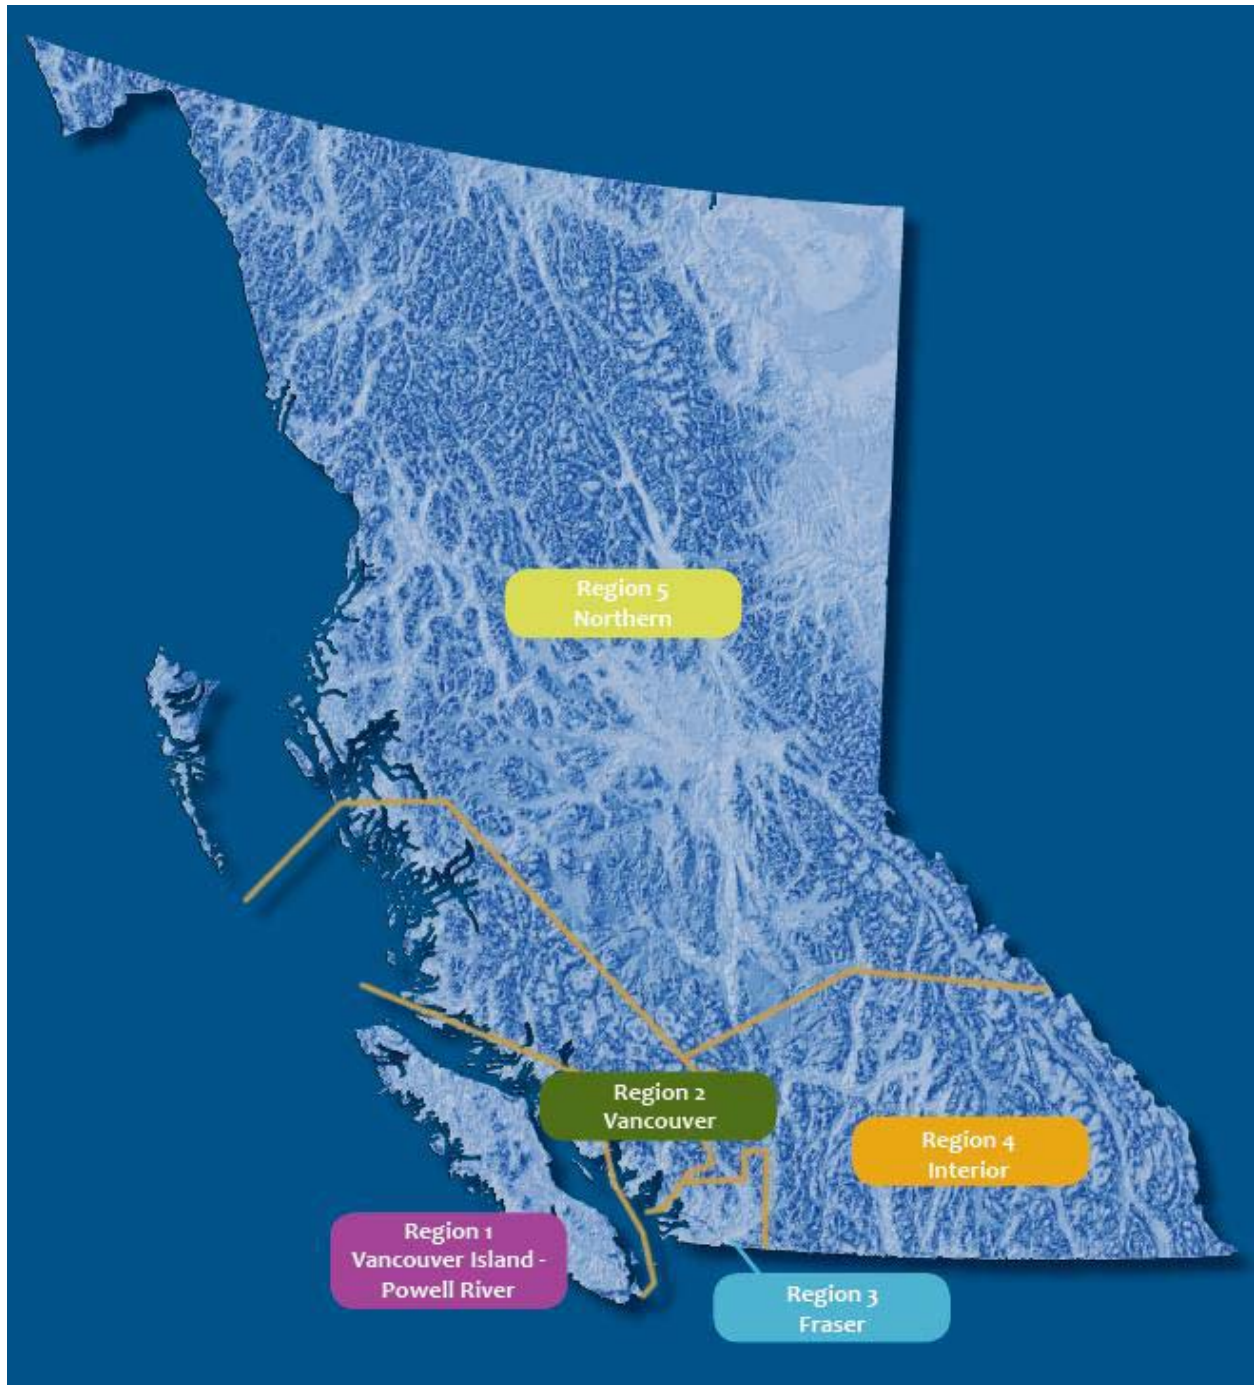 Region 5
Northern
Region 2
Vancouver
Region 4
Interior
Region 1
Vancouver Island -
Powell River
Region 3
Fraser